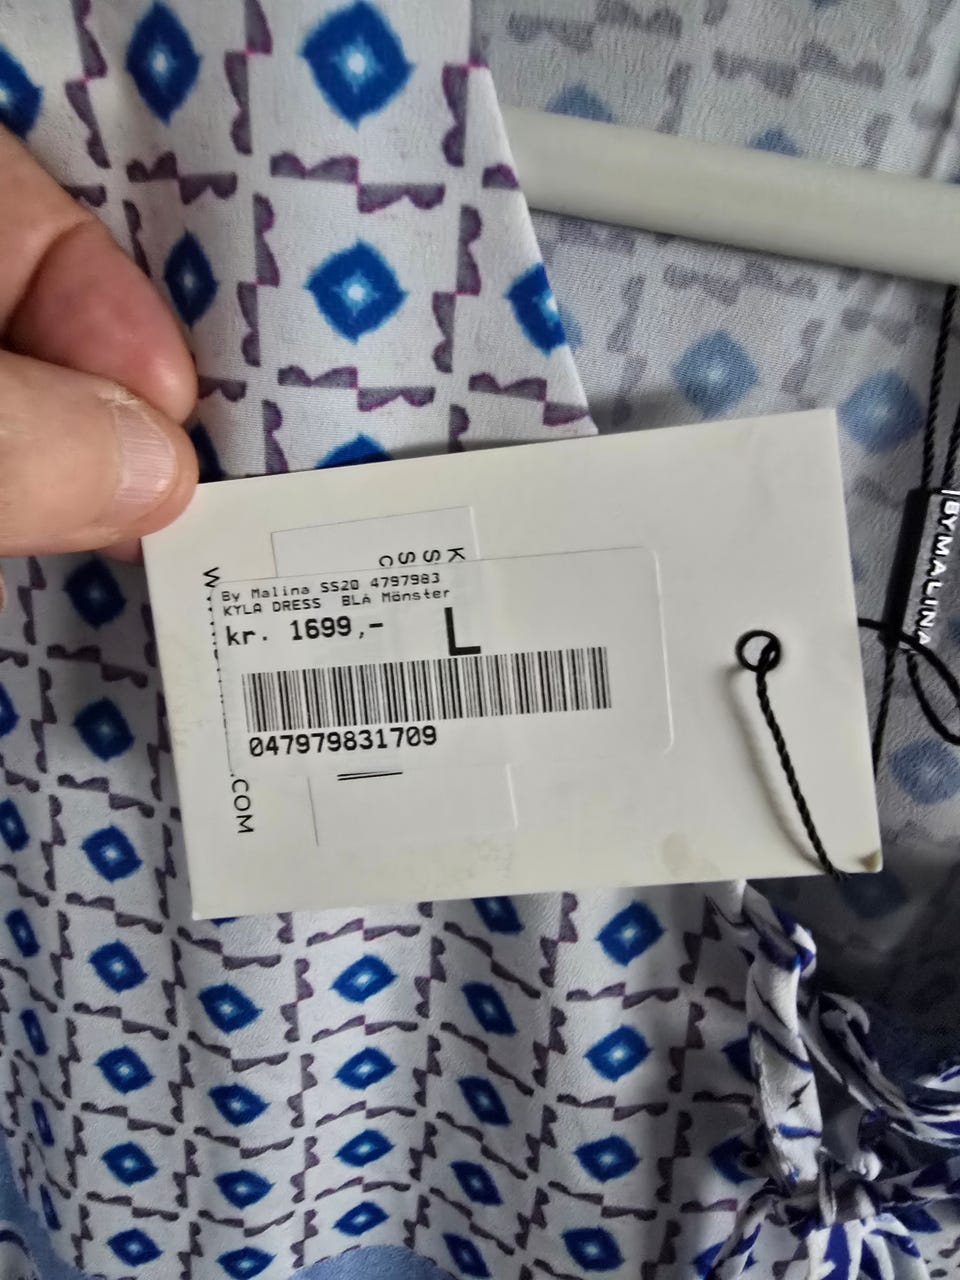 K
S S
S S
C
W
By Malina SS20 4797983
KYLA DRESS BLÅ Mönster
kr. 1699,-
L
047979831709
.COM
BYMALINA